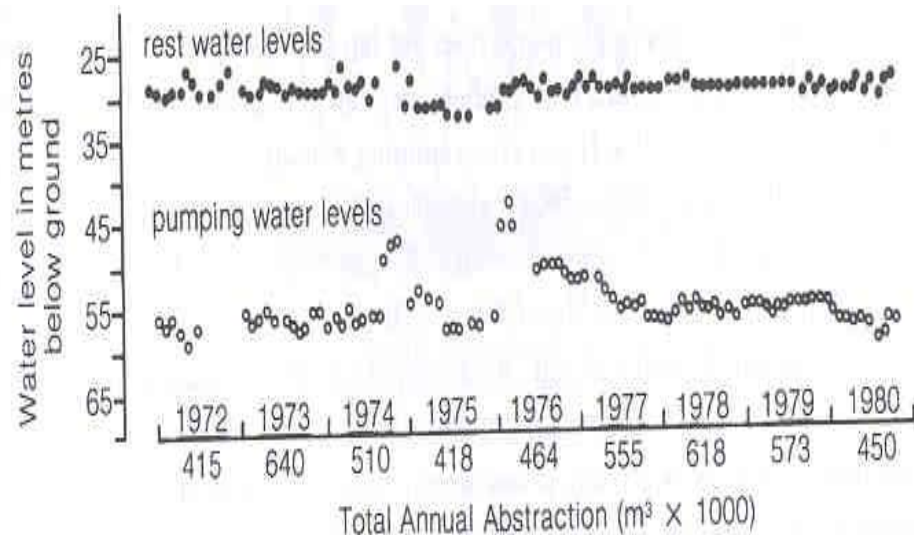 rest water levels
25
35
pumping water levels
45
55
65
Water level in metres
below ground
1972 1973 1974 1975 1976 1977 1978 1979 1980
415 640 510 418 464 555 618 573 450
Total Annual Abstraction (m³ × 1000)